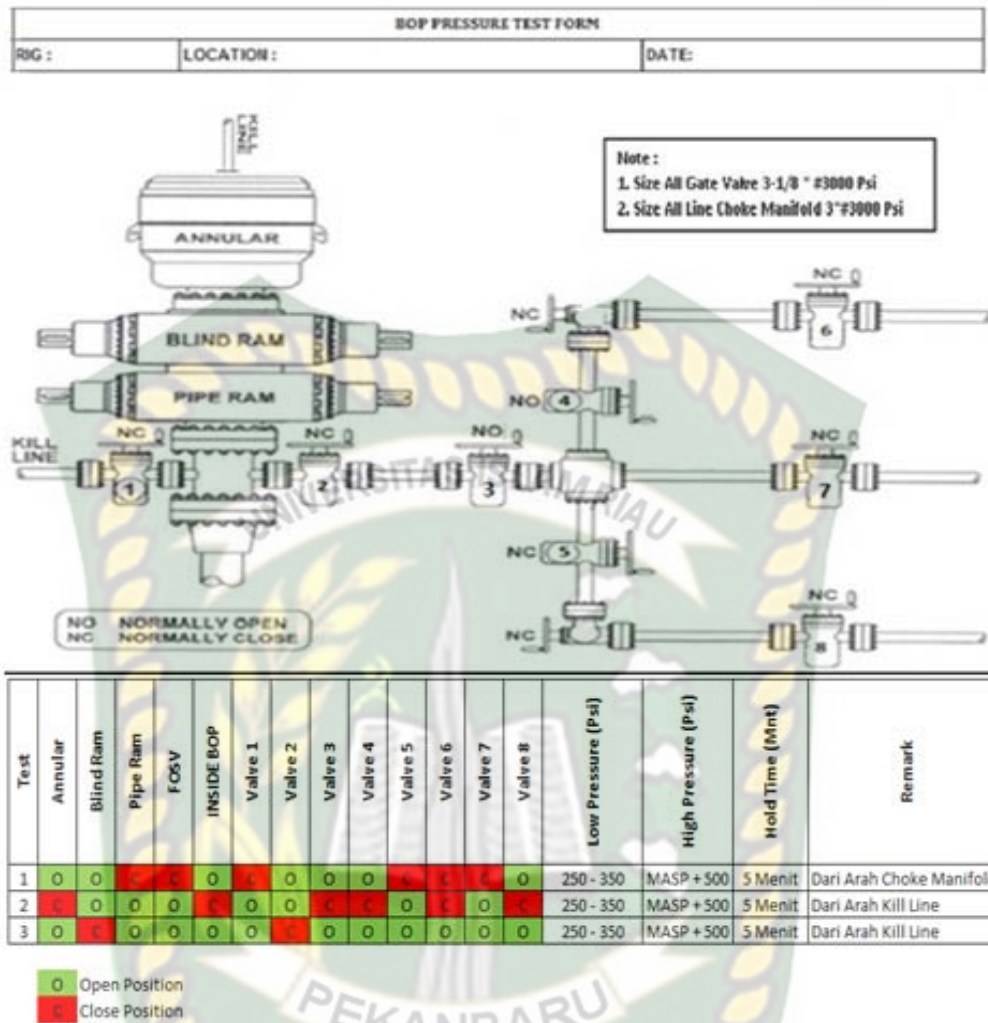 BOP PRESSURE TEST FORM
RIG : LOCATION : DATE:
KILL LINE
Note :
1. Size All Gate Valve 3-1/8 " #3000 Psi
2. Size All Line Choke Manifold 3"#3000 Psi
ANNULAR
NC
NC
6
BLIND RAM
PIPE RAM
NO 4
KILL LINE
NC NC NO NC
1 2 3 7
UNIVERSITAS ISLAM RIAU
NC 5
NO NORMALLY OPEN
NC NORMALLY CLOSE
NC
NC
8
Test Annular Blind Ram Pipe Ram FOSV INSIDE BOP Valve 1 Valve 2 Valve 3 Valve 4 Valve 5 Valve 6 Valve 7 Valve 8 Low Pressure (Psi) High Pressure (Psi) Hold Time (Mnt) Remark
1 O O C C O C O O O C C C O 250 - 350 MASP + 500 5 Menit Dari Arah Choke Manifol
2 C O O O C O O C C O C O C 250 - 350 MASP + 500 5 Menit Dari Arah Kill Line
3 O C O O O O C O O O O O O 250 - 350 MASP + 500 5 Menit Dari Arah Kill Line
O Open Position
C Close Position
PEKANBARU